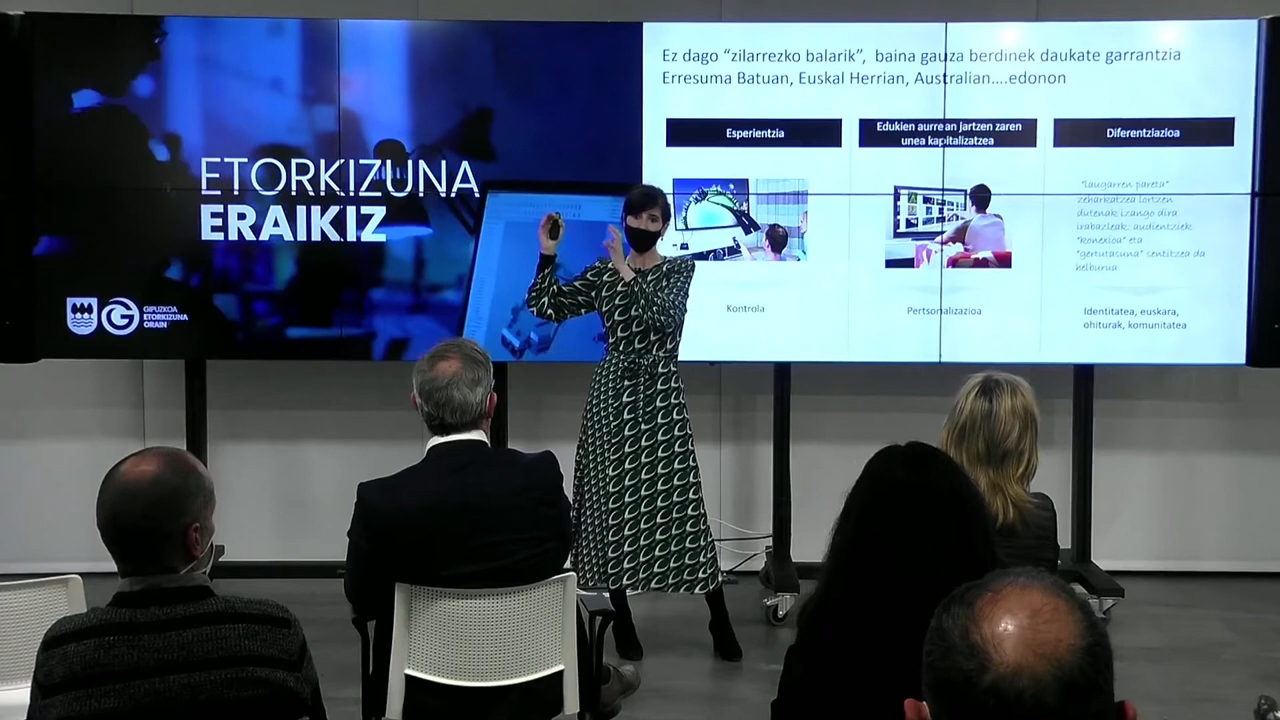 ETORKIZUNA
ERAIKIZ
GIPUZKOA
ETORKIZUNA
ORAIN
Ez dago “zilarrezko balarik”, baina gauza berdinek daukate garrantzia
Erresuma Batuan, Euskal Herrian, Australian....edonon
Esperientzia
Kontrola
Edukien aurrean jartzen zaren
unea kapitalizatzea
Pertsonalizazioa
Diferentziazioa
"laugarren pareta"
zeharkatzea lortzen
dutenak izango dira
irabazleak: audientziek
"konexioa" eta
"gertutasuna" sentitzea da
helburua
Identitatea, euskara,
ohiturak, komunitatea